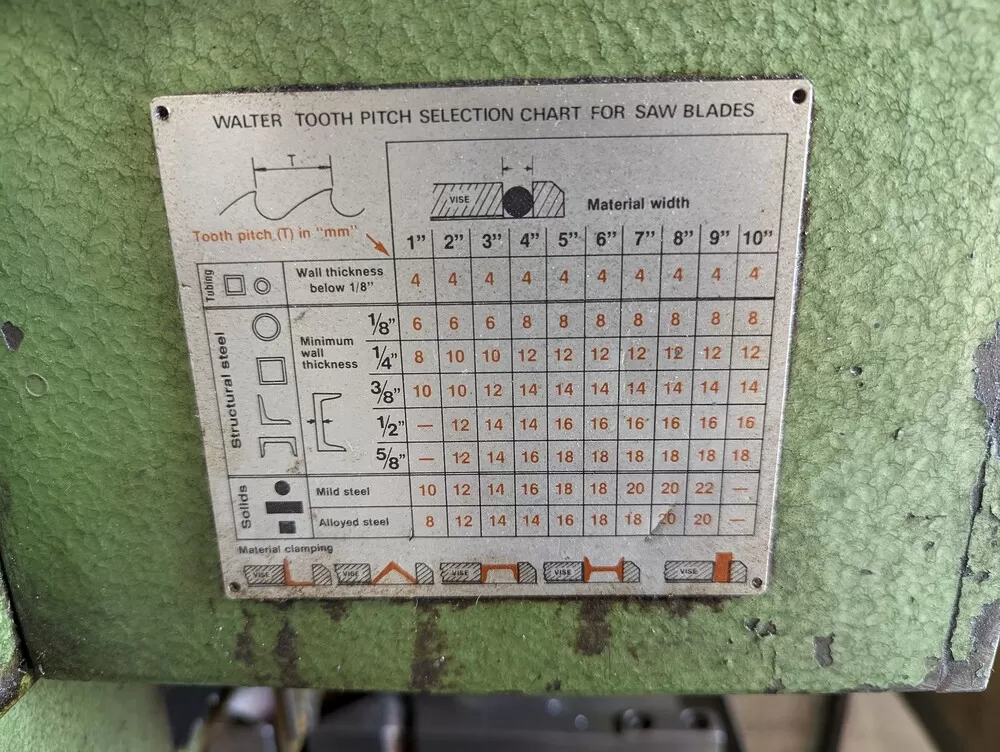 WALTER TOOTH PITCH SELECTION CHART FOR SAW BLADES
T
VISE
Material width
Tooth pitch (T) in "mm"
1" 2" 3" 4" 5" 6" 7" 8" 9" 10"
Tubing
Wall thickness
below 1/8"
4 4 4 4 4 4 4 4 4 4
Structural steel
Minimum
wall
thickness
1/8" 6 6 6 8 8 8 8 8 8 8
1/4" 8 10 10 12 12 12 12 12 12 12
3/8" 10 10 12 14 14 14 14 14 14 14
1/2" — 12 14 14 16 16 16 16 16 16
5/8" — 12 14 16 18 18 18 18 18 18
Solids
Mild steel 10 12 14 16 18 18 20 20 22 —
Alloyed steel 8 12 14 14 16 18 18 20 20 —
Material clamping
VISE VISE VISE VISE VISE